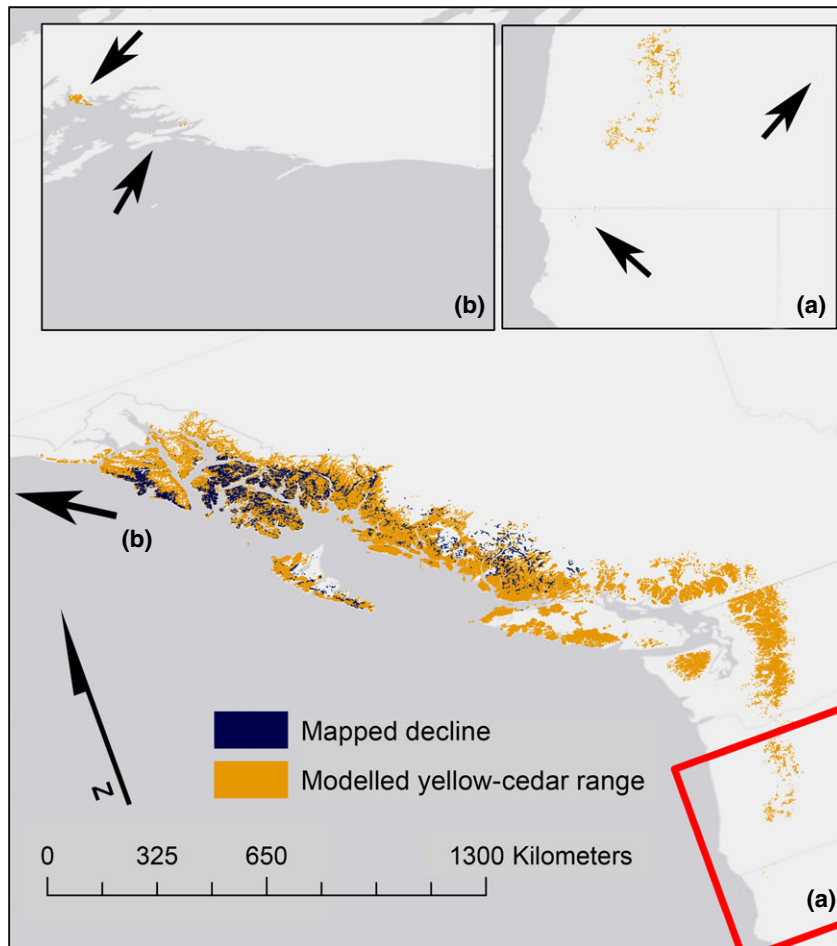 (b)
(a)
(b)
Mapped decline
Modelled yellow-cedar range
N
0 325 650 1300 Kilometers
(a)